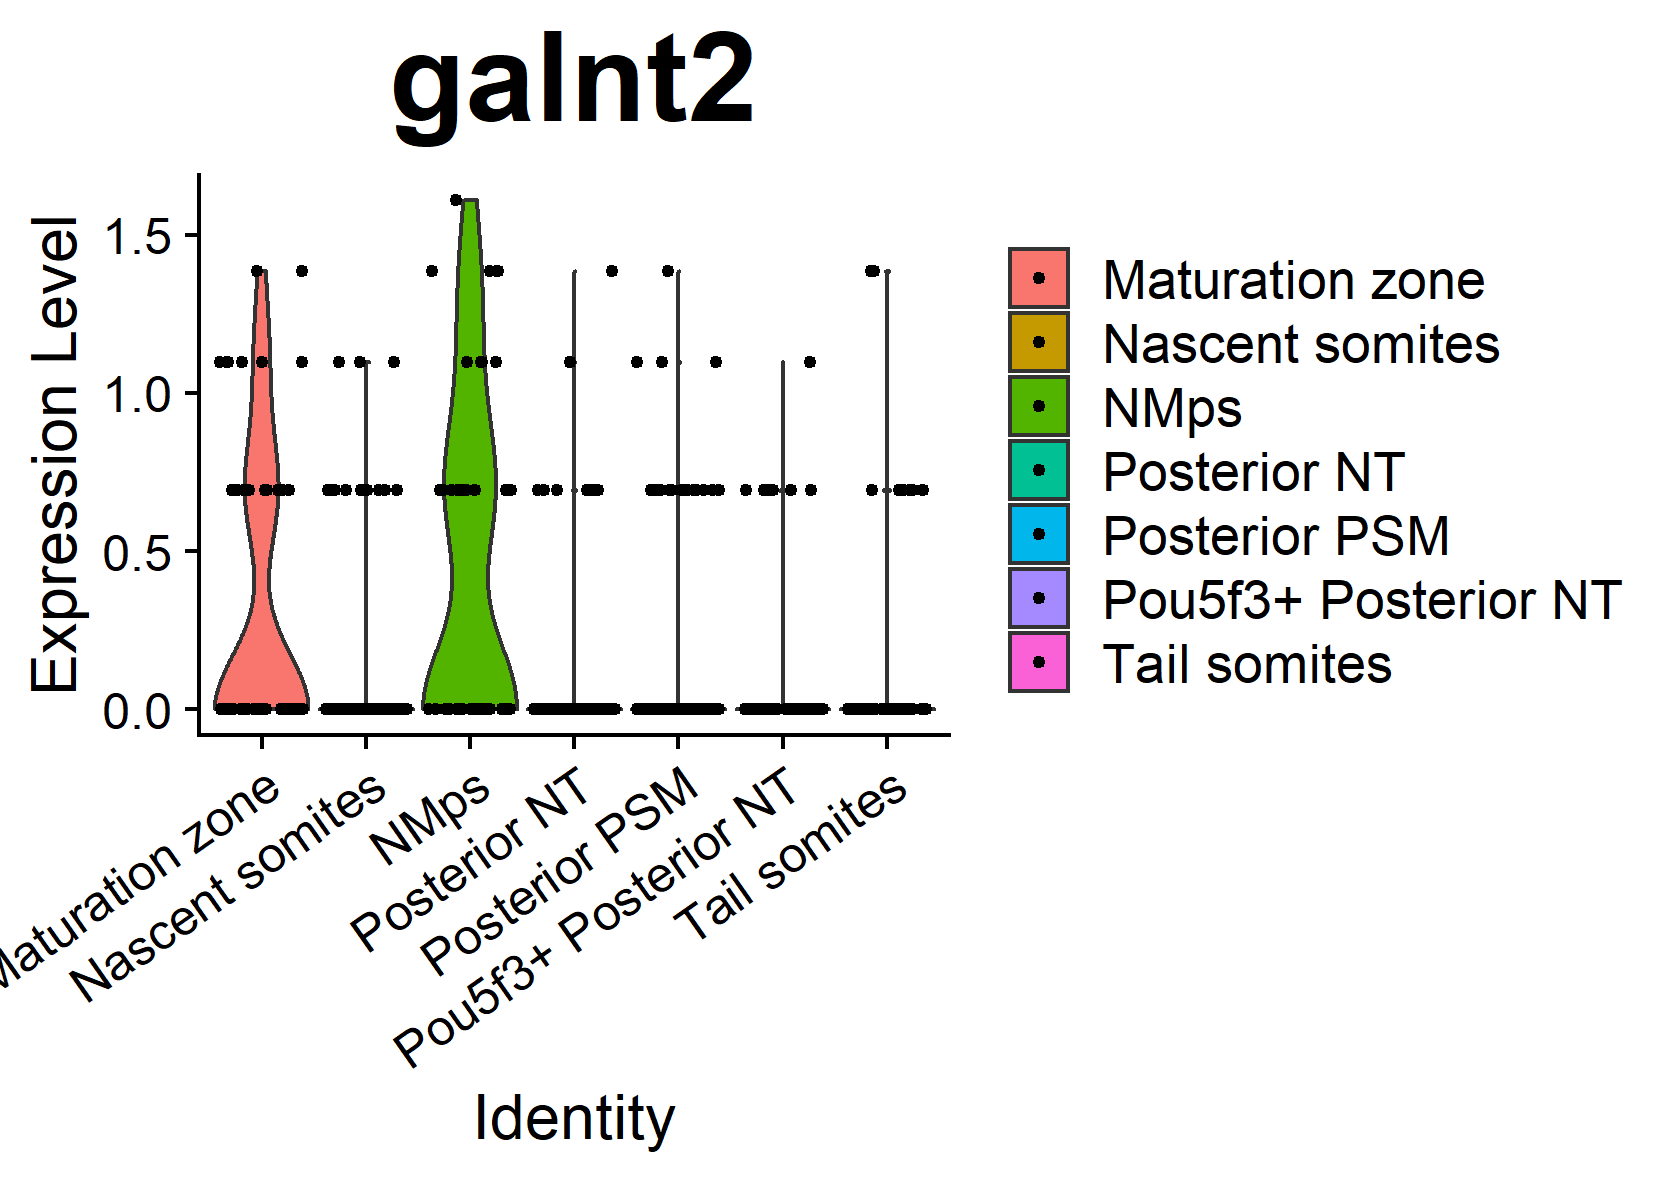 galnt2
Expression Level
1.5
1.0
0.5
0.0
Maturation zone
Nascent somites
NMps
Posterior NT
Posterior PSM
Pou5f3+ Posterior NT
Tail somites
Identity
Maturation zone
Nascent somites
NMps
Posterior NT
Posterior PSM
Pou5f3+ Posterior NT
Tail somites